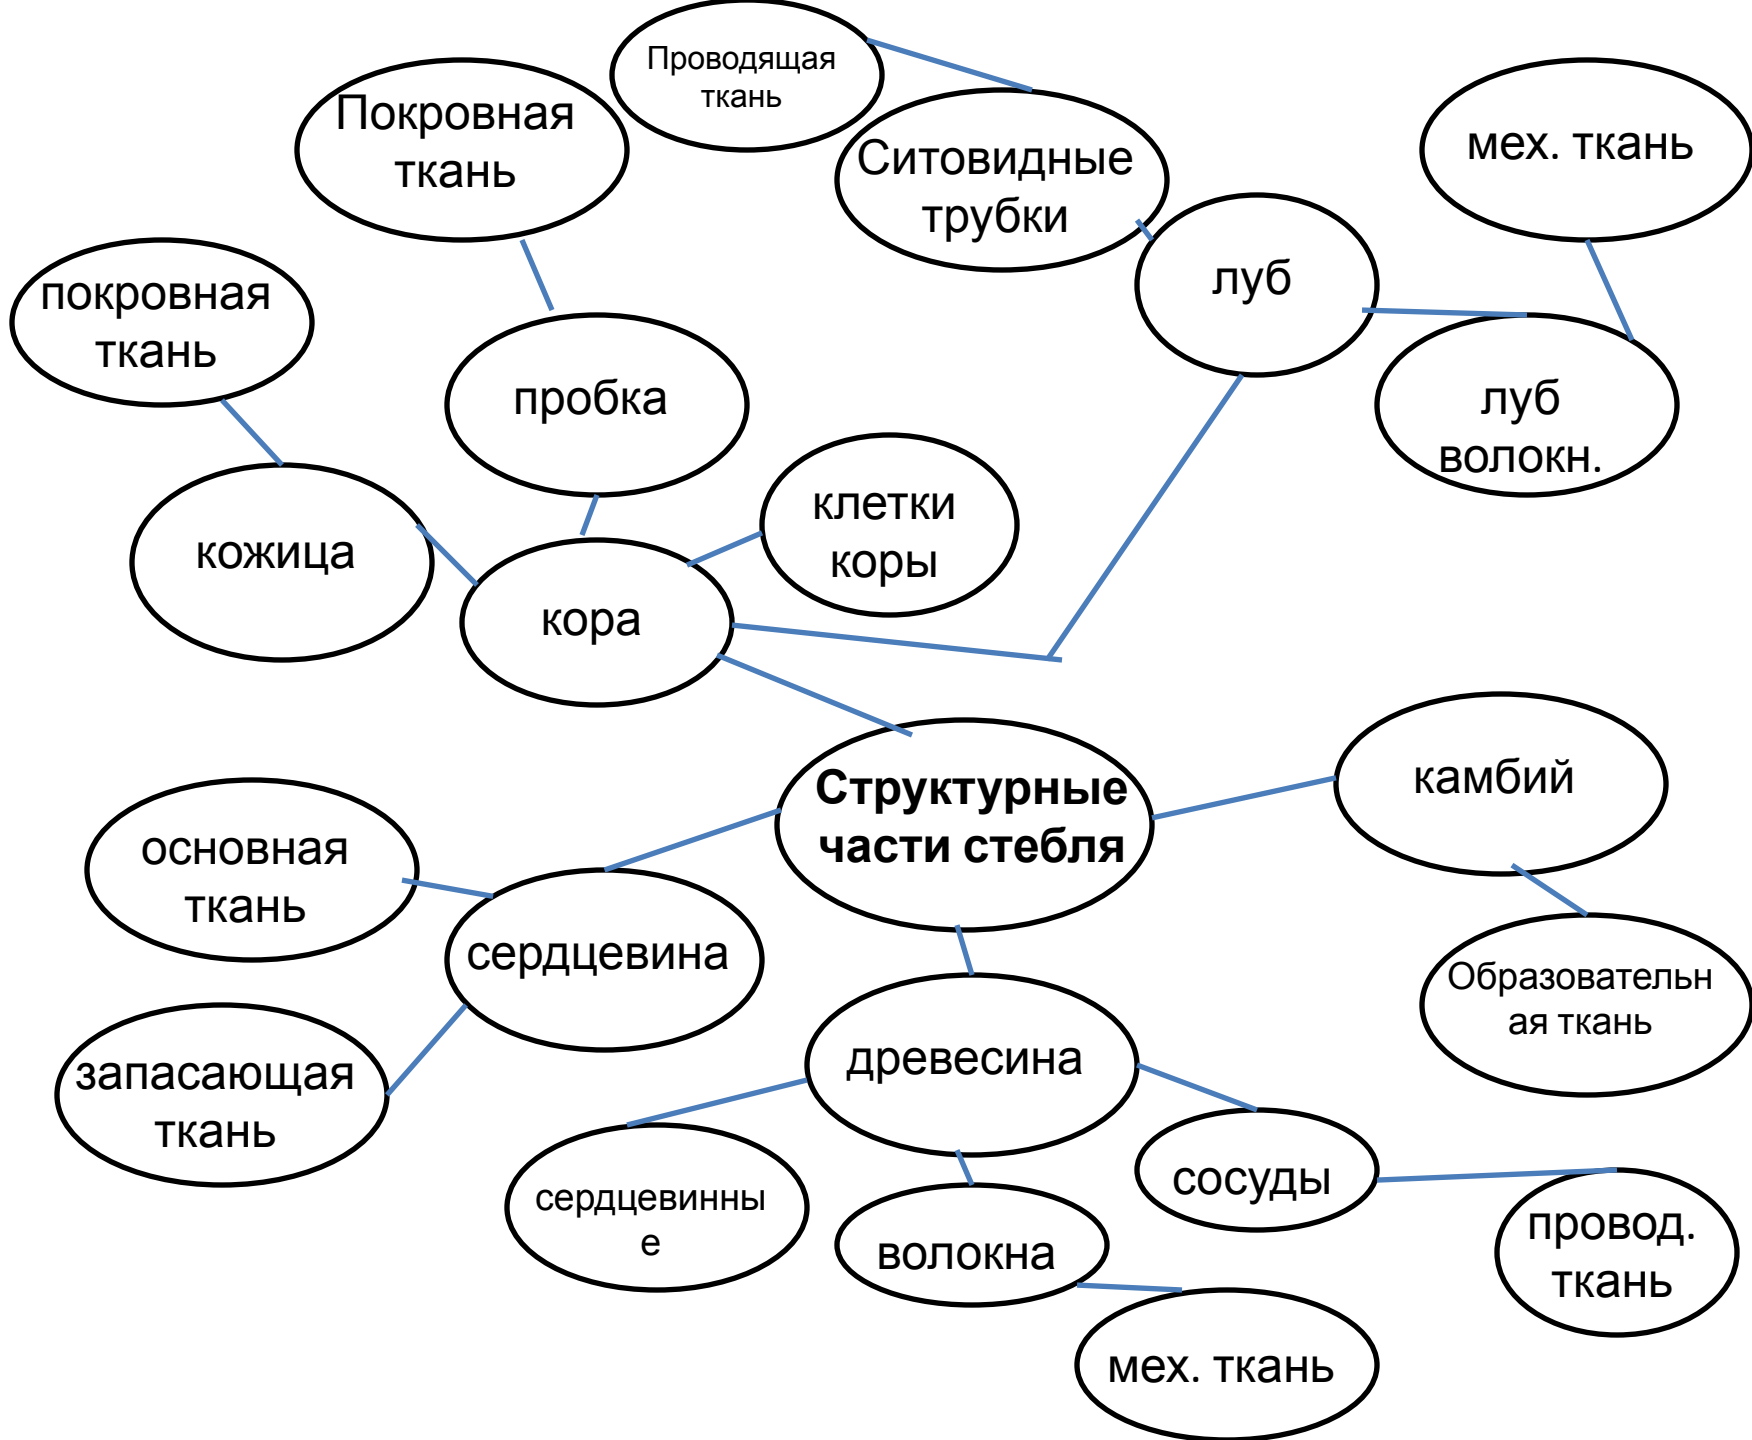 Проводящая
ткань
Покровная
ткань
Ситовидные
трубки
мех. ткань
луб
покровная
ткань
пробка
луб
волокн.
клетки
коры
кожица
кора
Структурные
части стебля
камбий
основная
ткань
сердцевина
Образовательн
ая ткань
древесина
запасающая
ткань
сосуды
сердцевинны
е
волокна
провод.
ткань
мех. ткань